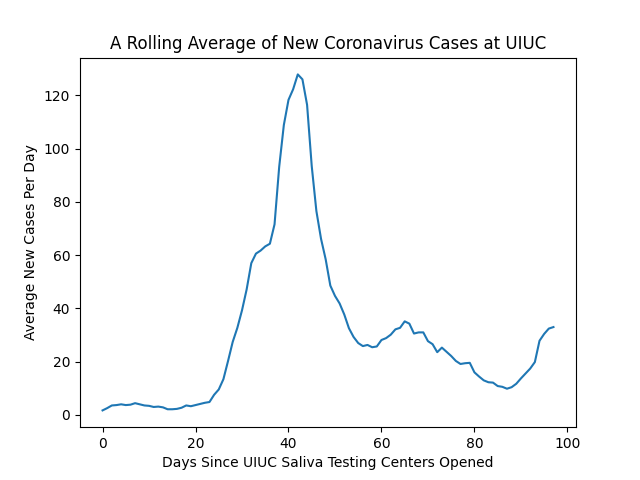 A Rolling Average of New Coronavirus Cases at UIUC
120
100
80
60
40
20
0
Average New Cases Per Day
0 20 40 60 80 100
Days Since UIUC Saliva Testing Centers Opened